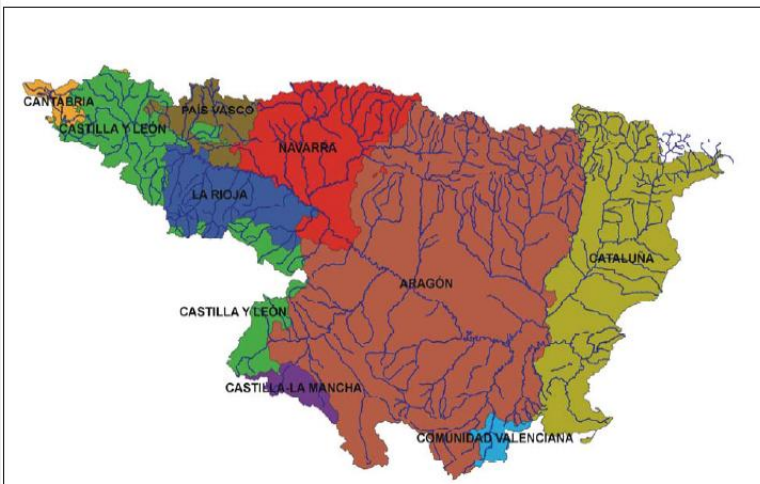 CANTABRIA
PAÍS VASCO
CASTILLA Y LEÓN
NAVARRA
LA RIOJA
CATALUÑA
ARAGÓN
CASTILLA Y LEÓN
CASTILLA-LA MANCHA
COMUNIDAD VALENCIANA